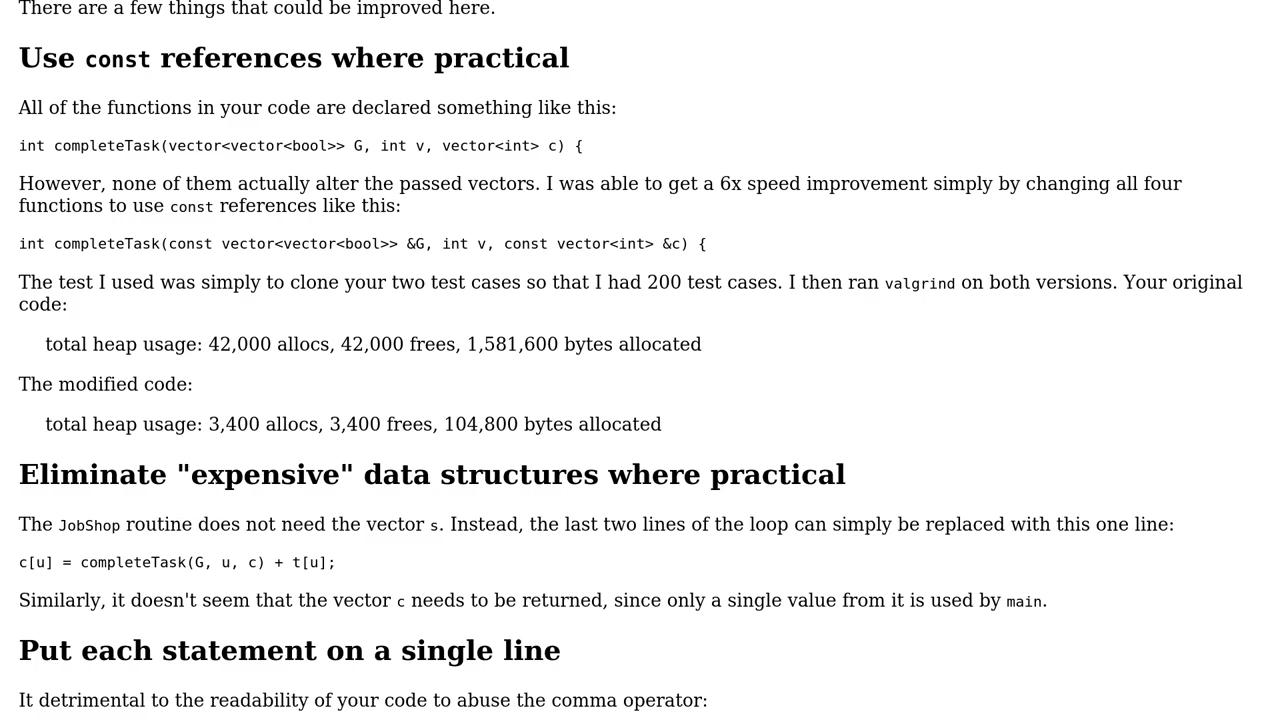 There are a few things that could be improved here.
Use const references where practical
All of the functions in your code are declared something like this:
int completeTask(vector<vector<bool>> G, int v, vector<int> c) {
However, none of them actually alter the passed vectors. I was able to get a 6x speed improvement simply by changing all four
functions to use const references like this:
int completeTask(const vector<vector<bool>> &G, int v, const vector<int> &c) {
The test I used was simply to clone your two test cases so that I had 200 test cases. I then ran valgrind on both versions. Your original
code:
total heap usage: 42,000 allocs, 42,000 frees, 1,581,600 bytes allocated
The modified code:
total heap usage: 3,400 allocs, 3,400 frees, 104,800 bytes allocated
Eliminate "expensive" data structures where practical
The JobShop routine does not need the vector s. Instead, the last two lines of the loop can simply be replaced with this one line:
c[u] = completeTask(G, u, c) + t[u];
Similarly, it doesn't seem that the vector c needs to be returned, since only a single value from it is used by main.
Put each statement on a single line
It detrimental to the readability of your code to abuse the comma operator: